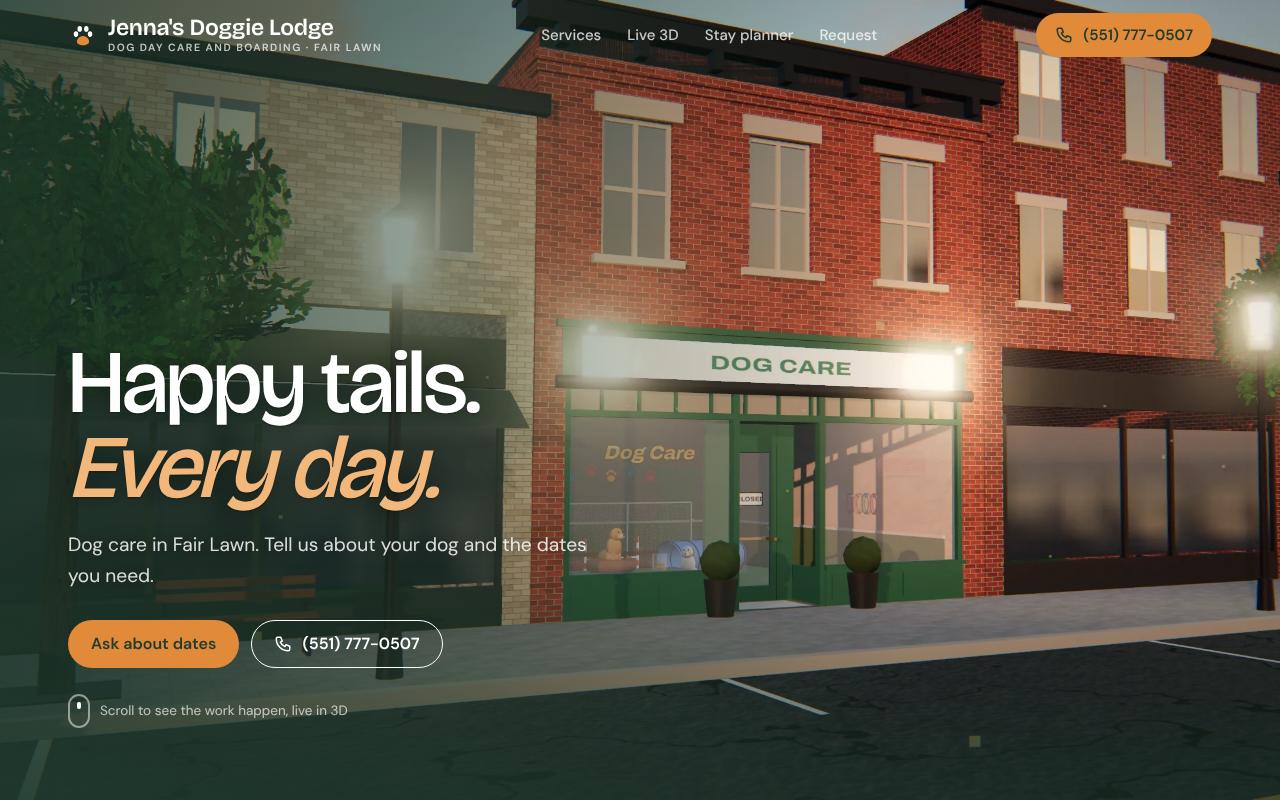 Jenna's Doggie Lodge
DOG DAY CARE AND BOARDING · FAIR LAWN
Services
Live 3D
Stay planner
Request
(551) 777-0507
DOG CARE
Dog Care
LOSE
Happy tails.
Every day.
Dog care in Fair Lawn. Tell us about your dog and the dates
you need.
Ask about dates
(551) 777-0507
Scroll to see the work happen, live in 3D